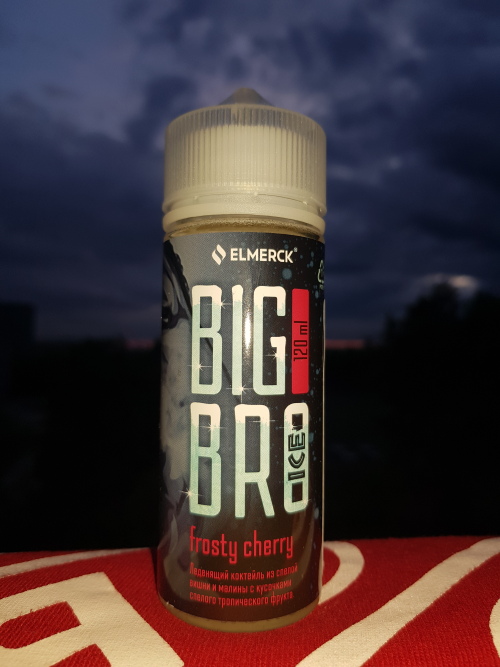 ELMERCK®
BIG
120 ml
BRO
ICE
frosty cherry
Леденящий коктейль из спелой
вишни и малины с кусочками
спелого тропического фрукта